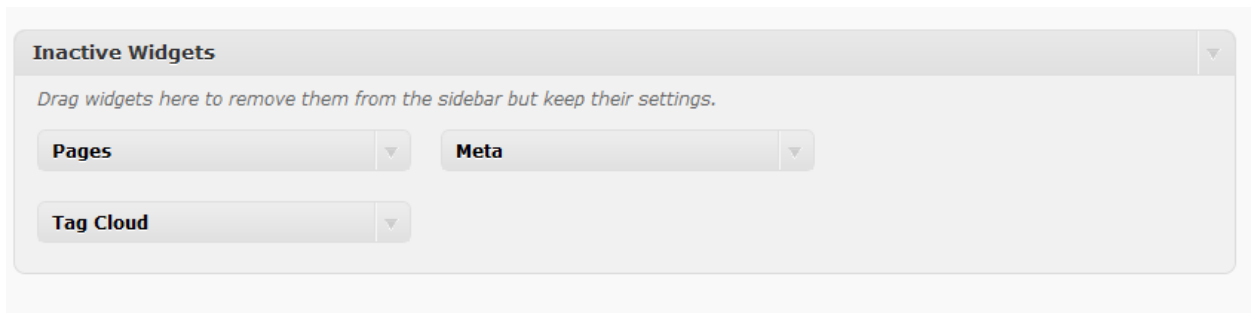 Inactive Widgets
Drag widgets here to remove them from the sidebar but keep their settings.
Pages
Meta
Tag Cloud